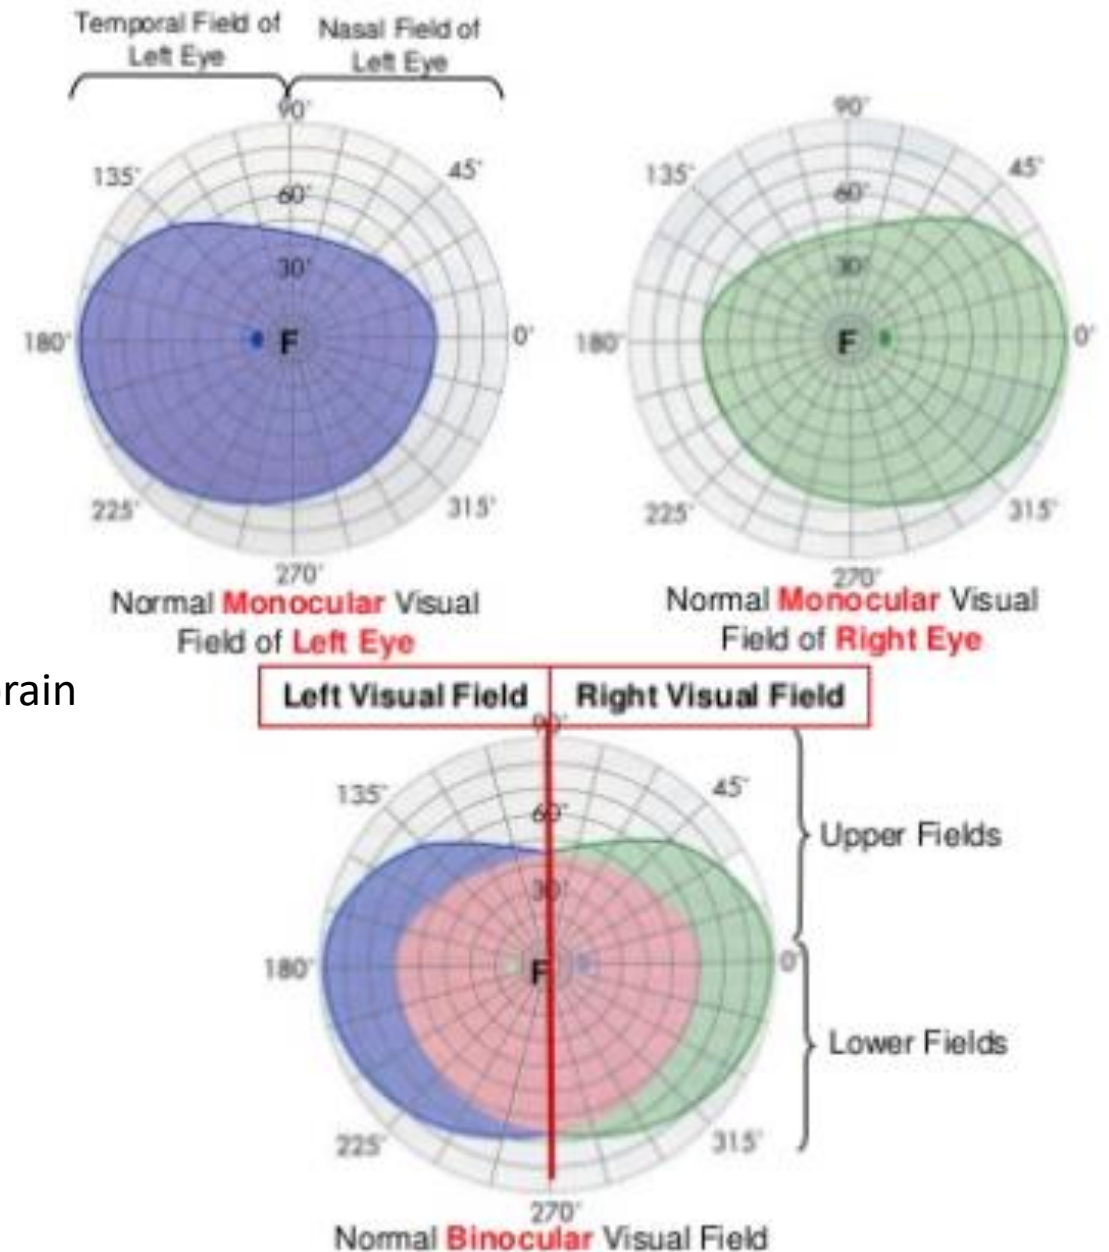 Temporal Field of
Left Eye
Nasal Field of
Left Eye
90°
135°
45°
60°
30°
180°
F
0°
225°
315°
270°
Normal Monocular Visual
Field of Left Eye
90°
135°
45°
60°
30°
180°
F
0°
225°
315°
270°
Normal Monocular Visual
Field of Right Eye
rain
Left Visual Field
Right Visual Field
90°
135°
45°
60°
Upper Fields
30°
180°
F
0°
Lower Fields
225°
315°
270°
Normal Binocular Visual Field